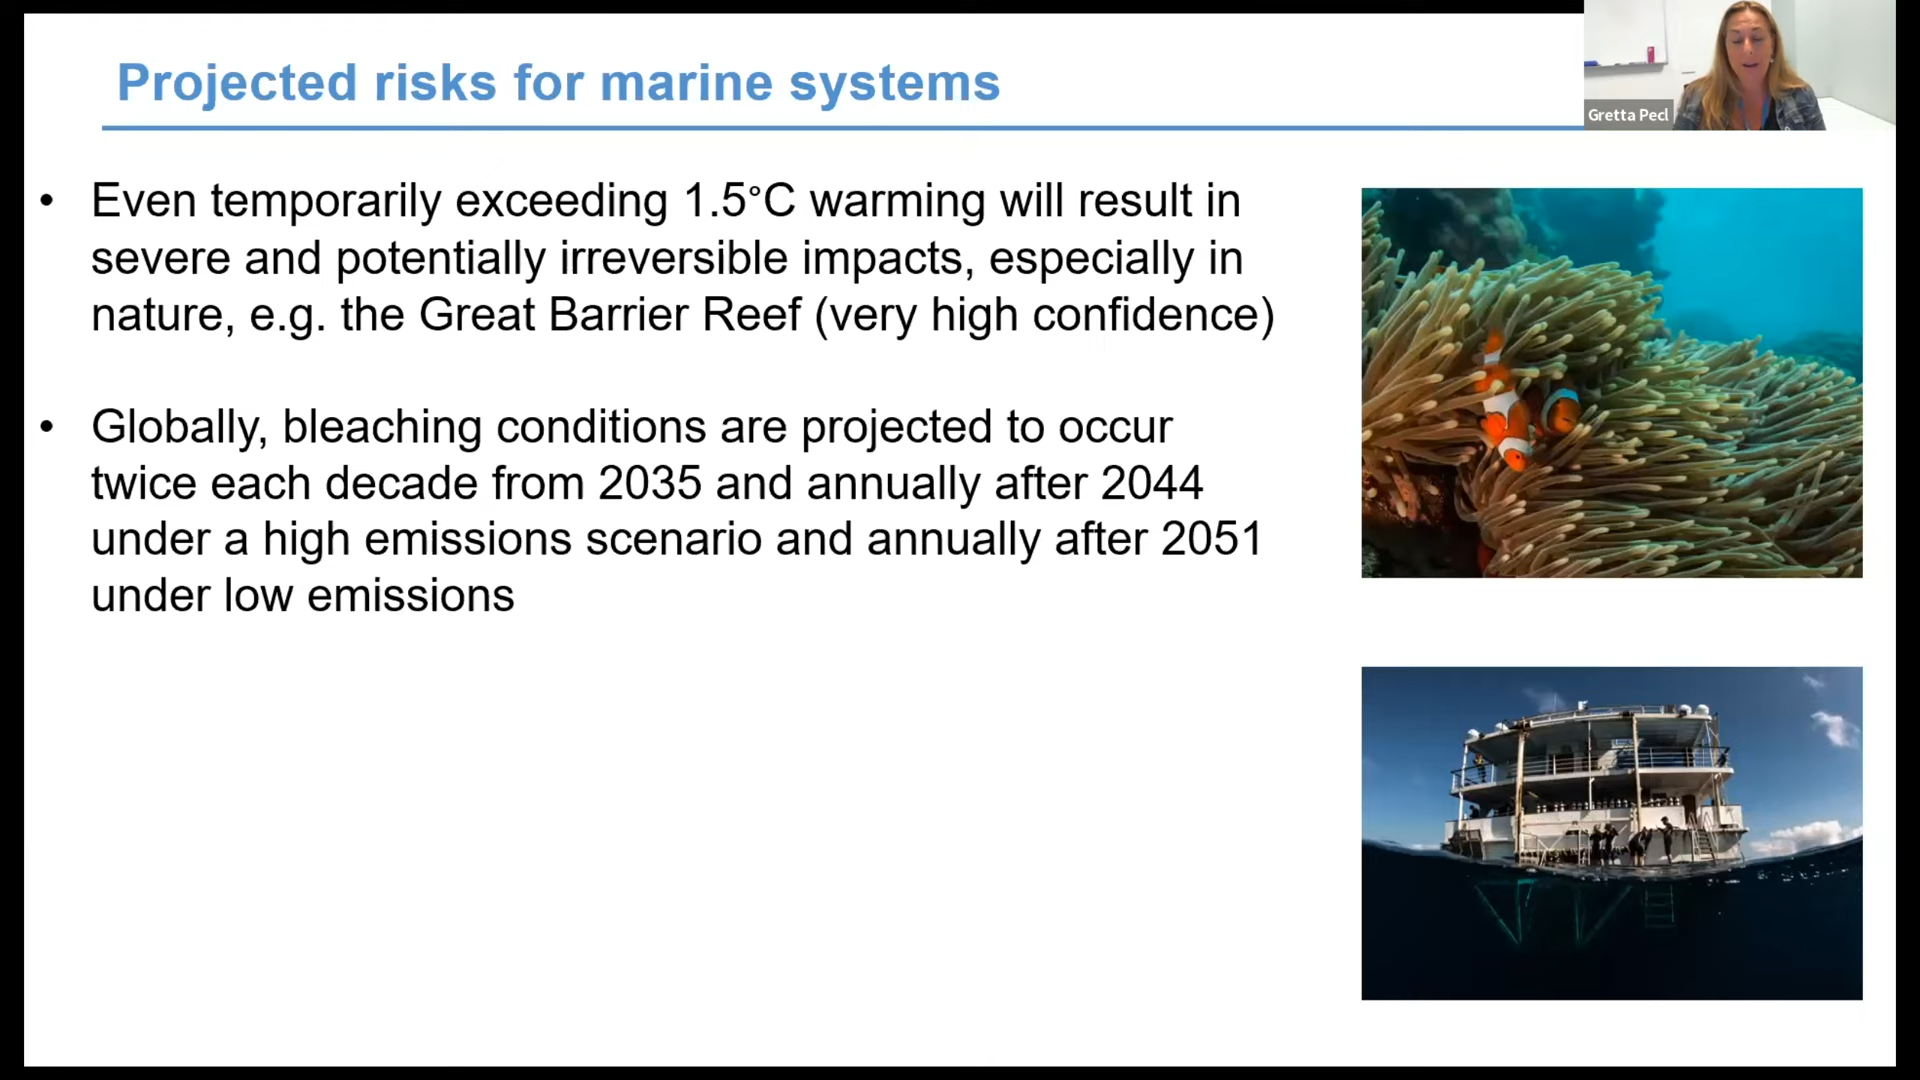 Projected risks for marine systems
Gretta Pecl
• Even temporarily exceeding 1.5°C warming will result in
severe and potentially irreversible impacts, especially in
nature, e.g. the Great Barrier Reef (very high confidence)
• Globally, bleaching conditions are projected to occur
twice each decade from 2035 and annually after 2044
under a high emissions scenario and annually after 2051
under low emissions